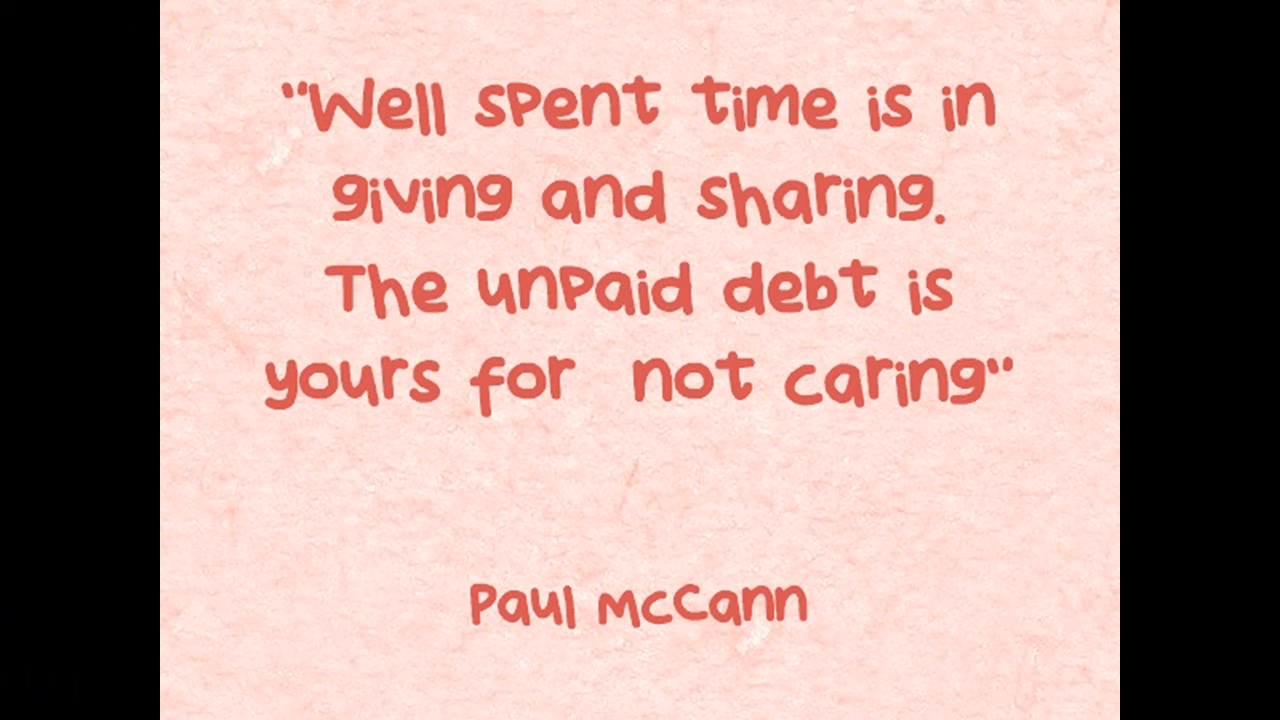 "Well spent time is in
giving and sharing.
The unpaid debt is
yours for  not caring"
Paul McCann